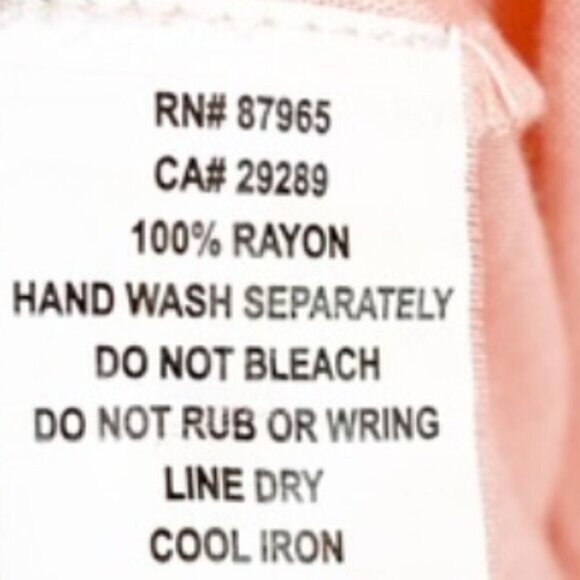 RN# 87965
CA# 29289
100% RAYON
HAND WASH SEPARATELY
DO NOT BLEACH
DO NOT RUB OR WRING
LINE DRY
COOL IRON